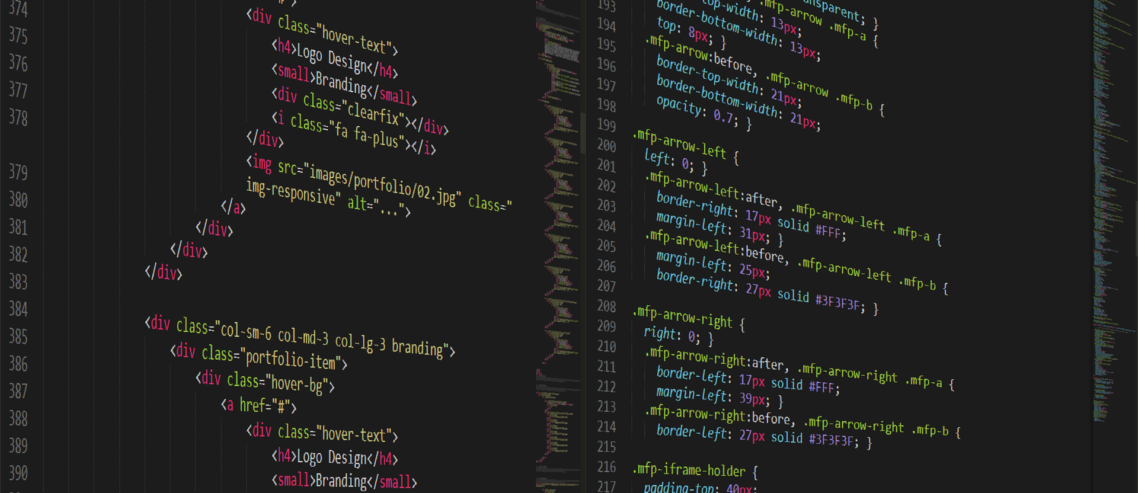 374
375
376
377
378
379
380
381
382
383
384
385
386
387
388
389
390
<div class="hover-text">
<h4>Logo Design</h4>
<small>Branding</small>
<div class="clearfix"></div>
<i class="fa fa-plus"></i>
</div>
<img src="images/portfolio/02.jpg" class="
img-responsive" alt="...">
</a>
</div>
</div>
</div>
<div class="col-sm-6 col-md-3 col-lg-3 branding">
<div class="portfolio-item">
<div class="hover-bg">
<a href="#">
<div class="hover-text">
<h4>Logo Design</h4>
<small>Branding</small>
193
194
195
196
197
198
199
200
201
202
203
204
205
206
207
208
209
210
211
212
213
214
215
216
217
border-bottom-width: 13px;
top: 8px; }
.mfp-arrow:before, .mfp-arrow .mfp-b {
border-top-width: 21px;
border-bottom-width: 21px;
opacity: 0.7; }
.mfp-arrow-left {
left: 0; }
.mfp-arrow-left:after, .mfp-arrow-left .mfp-a {
border-right: 17px solid #FFF;
margin-left: 31px; }
.mfp-arrow-left:before, .mfp-arrow-left .mfp-b {
margin-left: 25px;
border-right: 27px solid #3F3F3F; }
.mfp-arrow-right {
right: 0; }
.mfp-arrow-right:after, .mfp-arrow-right .mfp-a {
border-left: 17px solid #FFF;
margin-left: 39px; }
.mfp-arrow-right:before, .mfp-arrow-right .mfp-b {
border-left: 27px solid #3F3F3F; }
.mfp-iframe-holder {
padding-top: 40px;